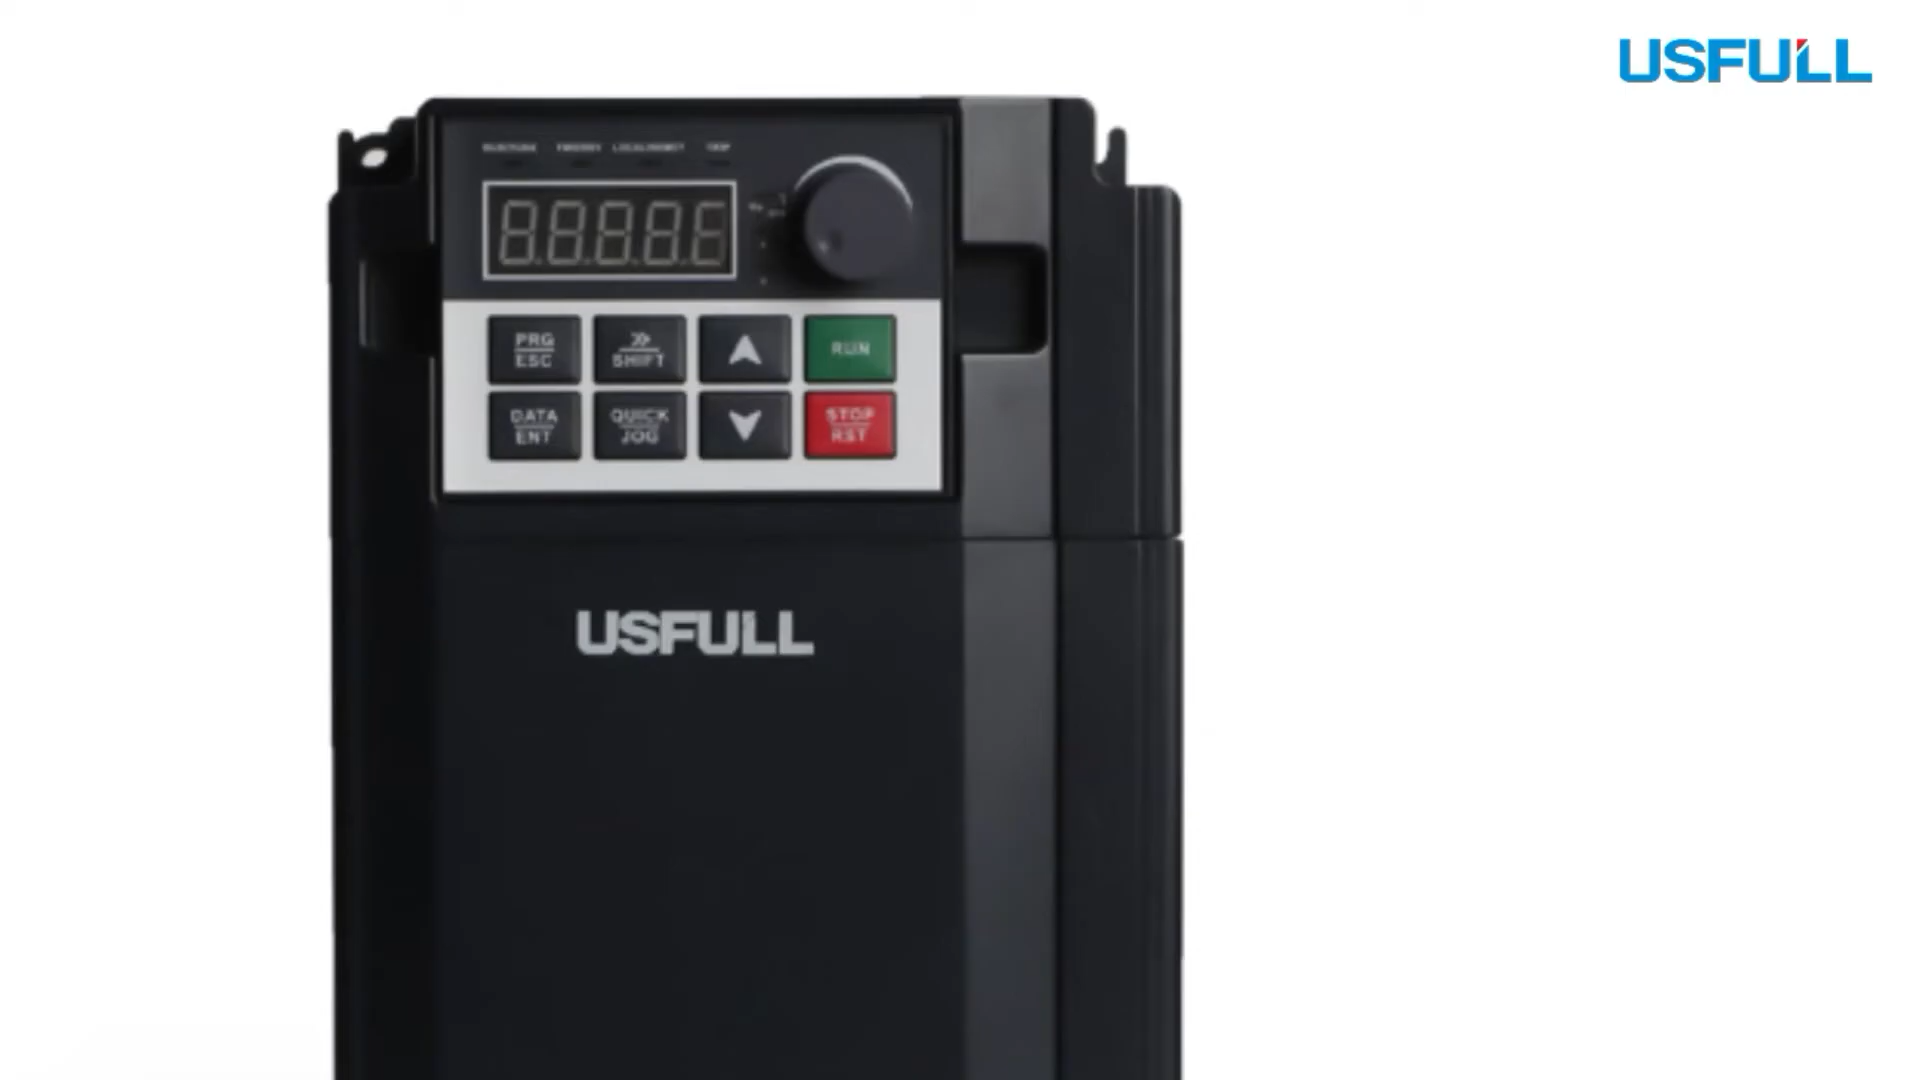 USFULL
PRG
ESC
SHIFT
RUN
DATA
ENT
QUICK
JOG
STOP
RST
USFULL